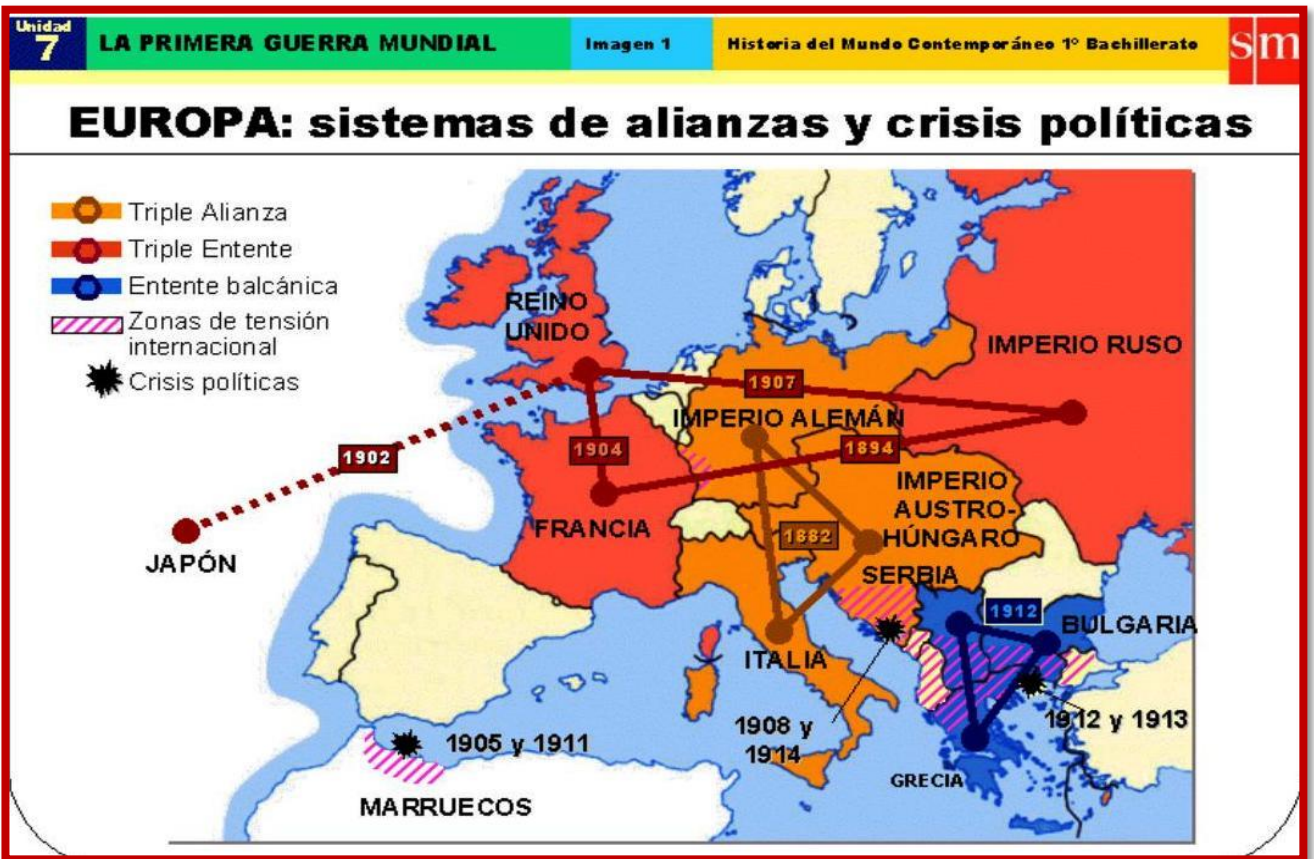 Unidad
7
LA PRIMERA GUERRA MUNDIAL
Imagen 1
Historia del Mundo Contemporáneo 1º Bachillerato
sm
EUROPA: sistemas de alianzas y crisis políticas
Triple Alianza
Triple Entente
Entente balcánica
Zonas de tensión
internacional
Crisis políticas
REINO
UNIDO
IMPERIO RUSO
1907
IMPERIO ALEMÁN
1902
1904
1894
IMPERIO
AUSTRO-
HÚNGARO
FRANCIA
1882
JAPÓN
SERBIA
1912
BULGARIA
ITALIA
1908 y
1914
1912 y 1913
1905 y 1911
GRECIA
MARRUECOS